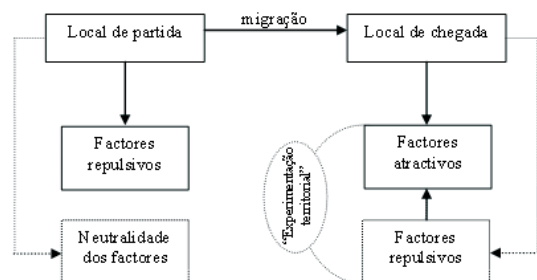 migração
Local de partida
Local de chegada
Factores
repulsivos
Factores
atractivos
"Experimentação
territorial"
Neutralidade
dos factores
Factores
repulsivos